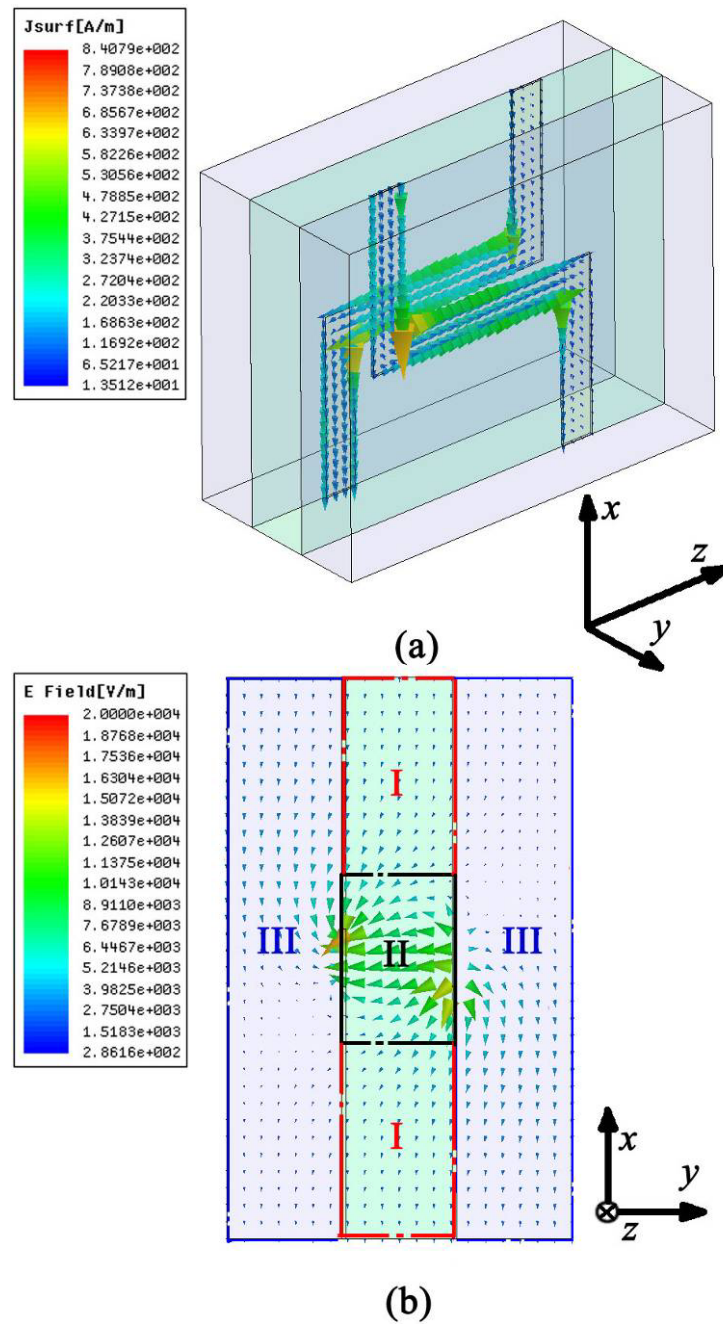 Jsurf[A/m]
8.4079e+002
7.8908e+002
7.3738e+002
6.8567e+002
6.3397e+002
5.8226e+002
5.3056e+002
4.7885e+002
4.2715e+002
3.7544e+002
3.2374e+002
2.7204e+002
2.2033e+002
1.6863e+002
1.1692e+002
6.5217e+001
1.3512e+001
x
z
y
(a)
E Field[V/m]
2.0000e+004
1.8768e+004
1.7536e+004
1.6304e+004
1.5072e+004
1.3839e+004
1.2607e+004
1.1375e+004
1.0143e+004
8.9110e+003
7.6789e+003
6.4467e+003
5.2146e+003
3.9825e+003
2.7504e+003
1.5183e+003
2.8616e+002
I
III II III
I
x
y
z
(b)